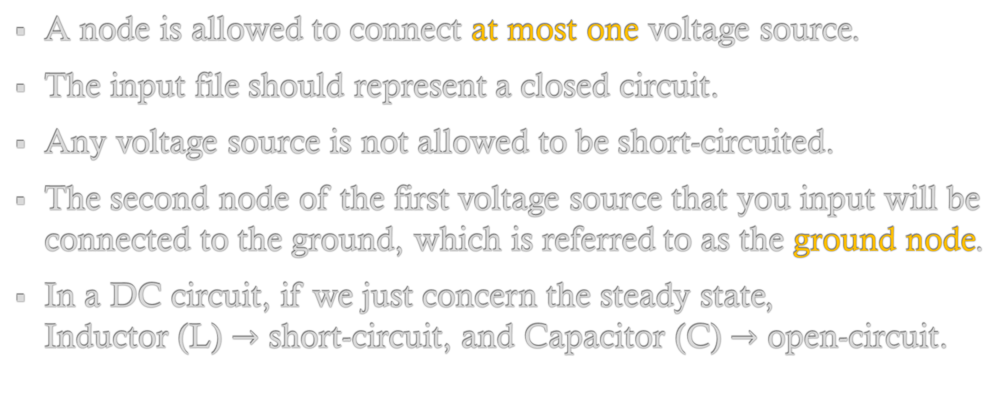 ▪ A node is allowed to connect at most one voltage source.
▪ The input file should represent a closed circuit.
▪ Any voltage source is not allowed to be short-circuited.
▪ The second node of the first voltage source that you input will be
connected to the ground, which is referred to as the ground node.
▪ In a DC circuit, if we just concern the steady state,
Inductor (L) → short-circuit, and Capacitor (C) → open-circuit.